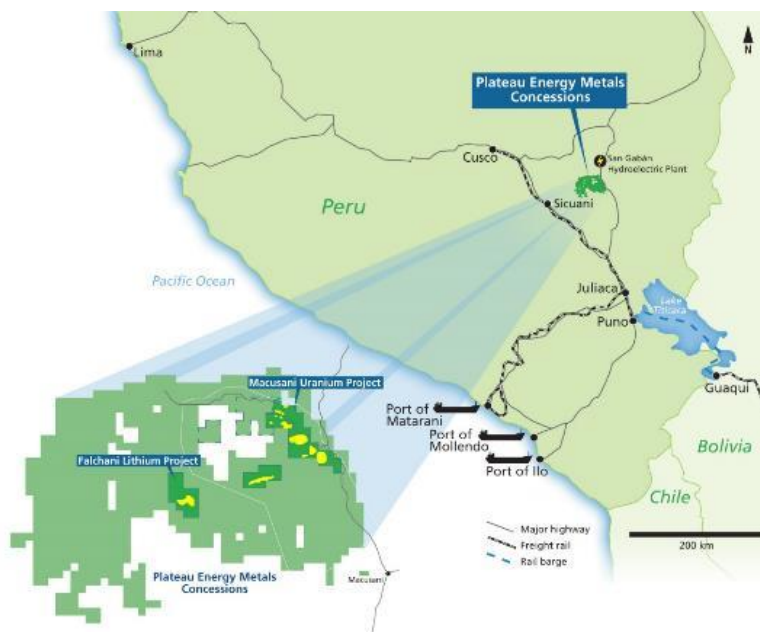 Lima
N
Plateau Energy Metals
Concessions
Cusco
San Gabán
Hydroelectric Plant
Sicuani
Peru
Pacific Ocean
Juliaca
Lake
Titicaca
Puno
Guaqui
Macusani Uranium Project
Port of
Matarani
Port of
Mollendo
Port of Ilo
Bolivia
Falchani Lithium Project
Chile
Major highway
Freight rail
Rail barge
200 km
Plateau Energy Metals
Concessions
Macusani